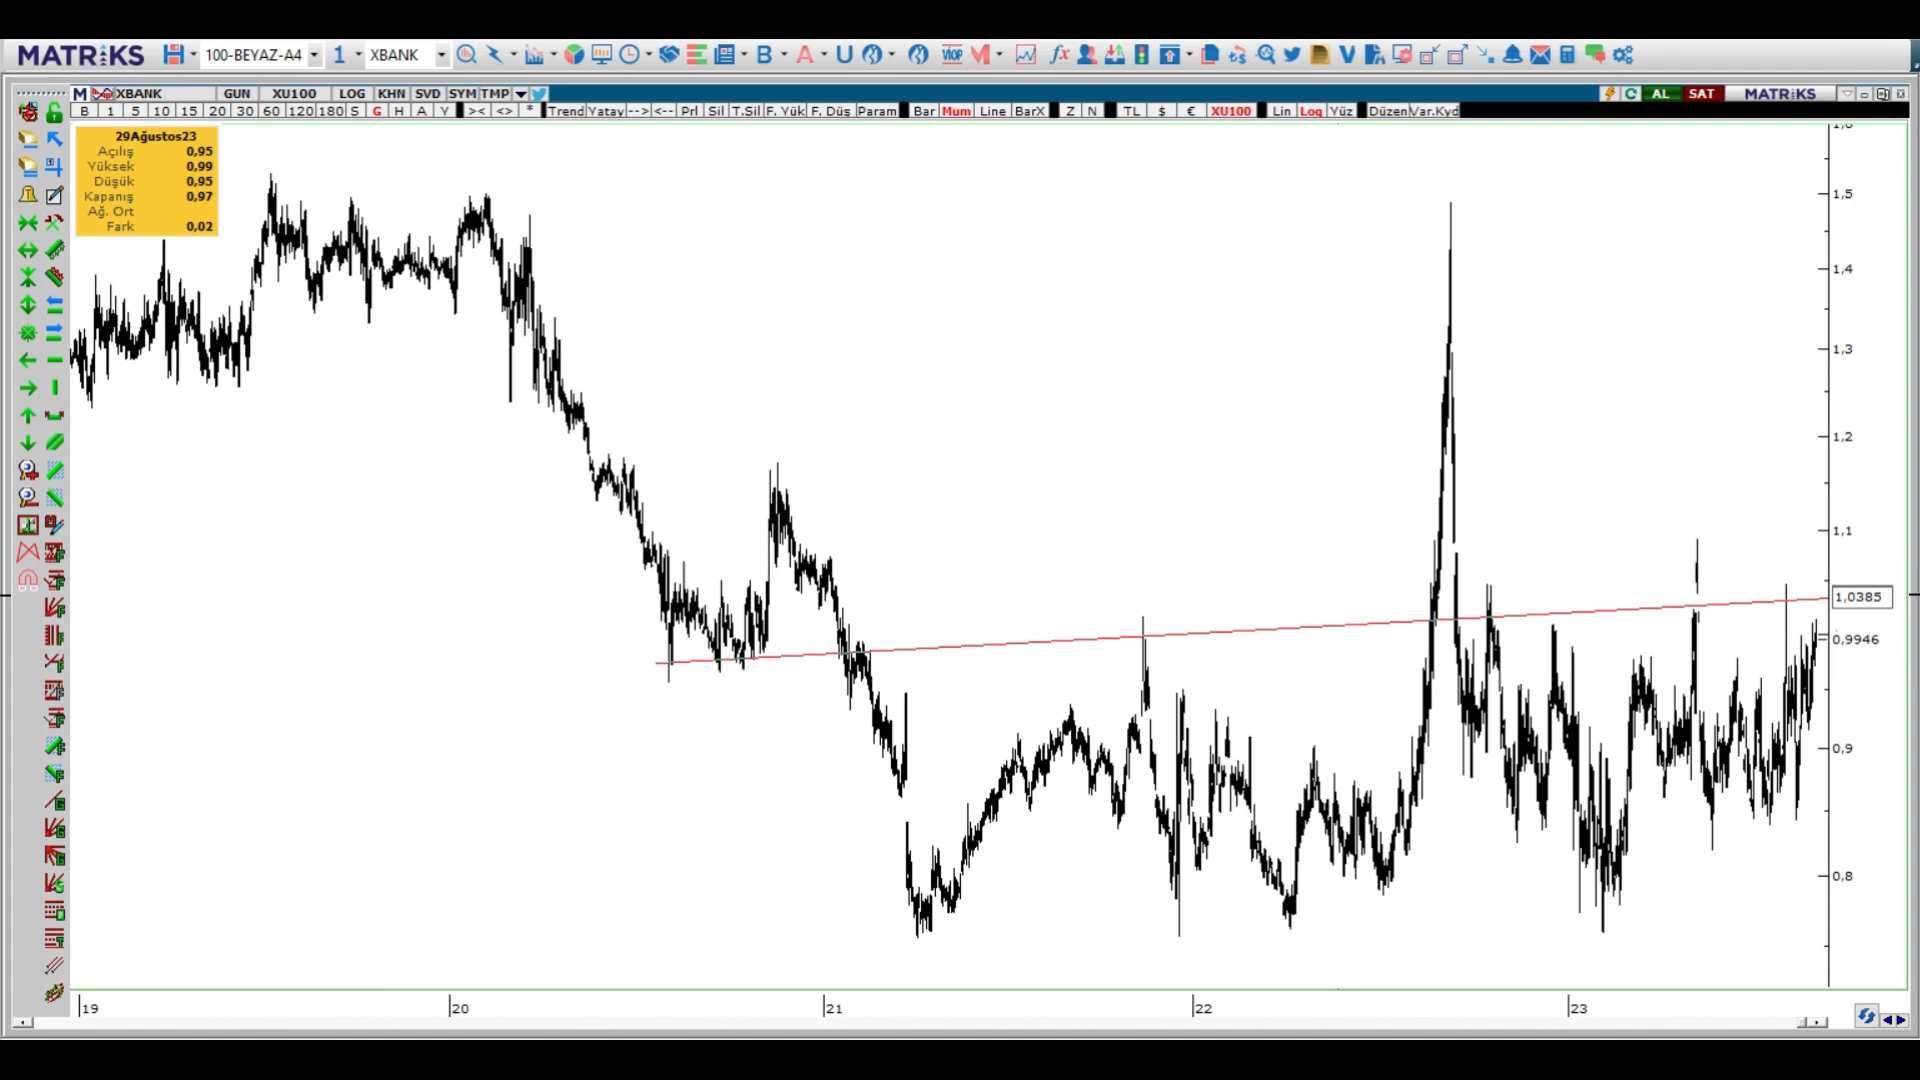 MATRİKS 100-BEYAZ-A4 1 XBANK B A U VIOP M fx V
M XBANK GUN XU100 LOG KHN SVD SYM TMP AL SAT MATRİKS
B 1 5 10 15 20 30 60 120 180 S G H A Y >< <> * Trend Yatay --> <-- Prl Sil T.Sil F. Yük F. Düş Param Bar Mum Line BarX Z N TL $ € XU100 Lin Log Yüz Düzen Var.Kyd
29Ağustos23
Açılış 0,95
Yüksek 0,99
Düşük 0,95
Kapanış 0,97
Ağ. Ort
Fark 0,02
1,5
1,4
1,3
1,2
1,1
1,0385
0,9946
0,9
0,8
19 20 21 22 23